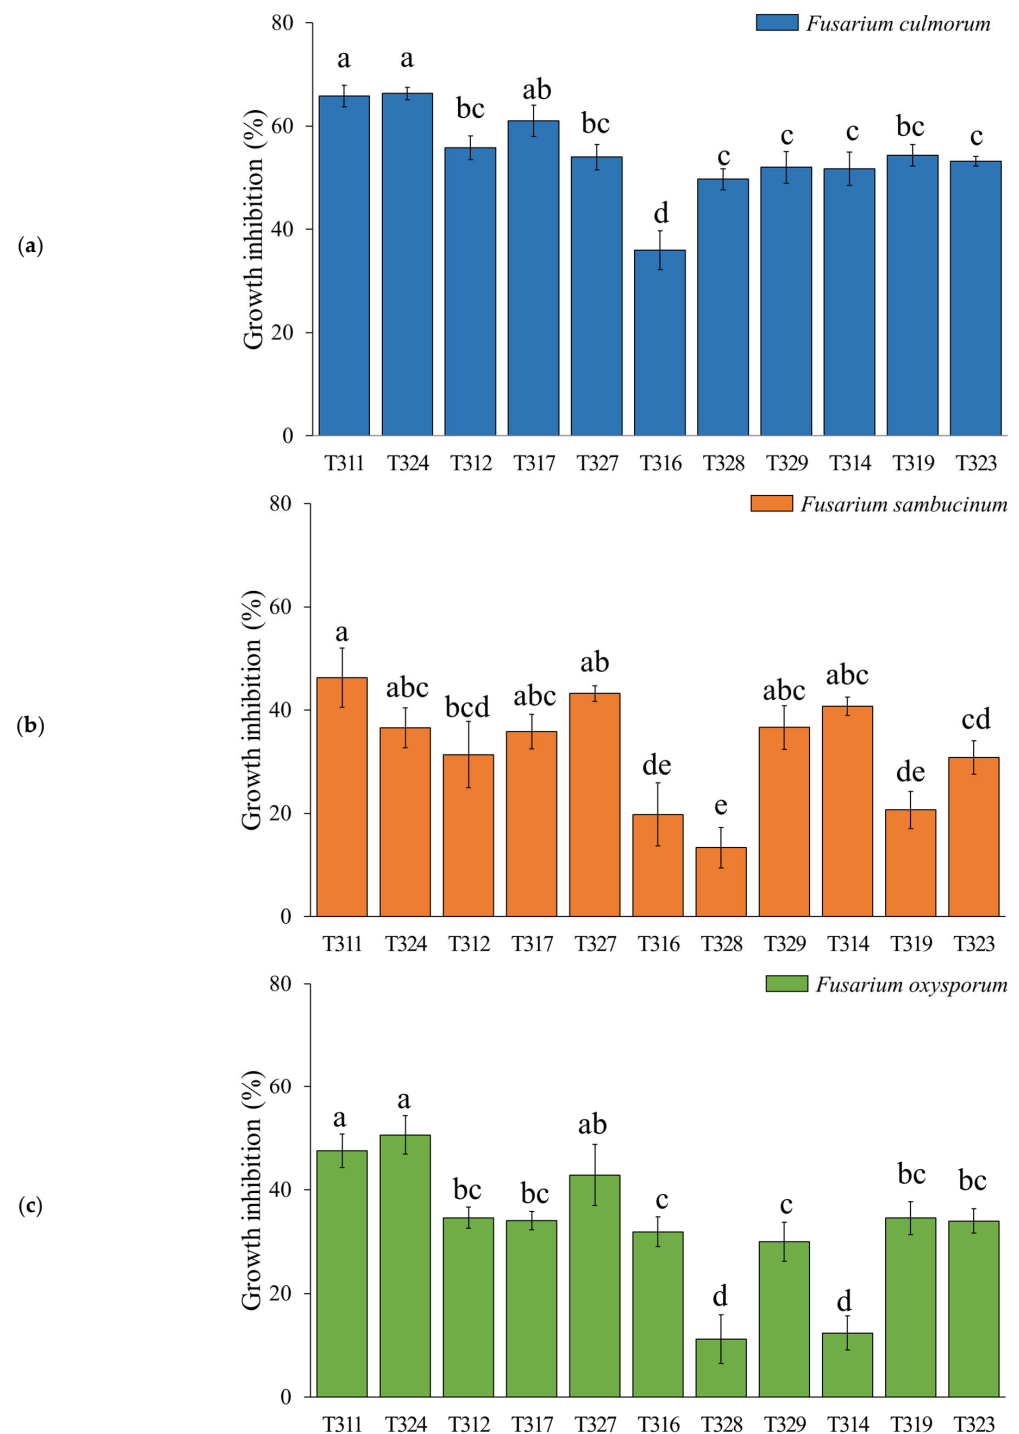 (a)
Fusarium culmorum
Growth inhibition (%)
80
60
40
20
0
a a bc ab bc d c c c bc c
T311 T324 T312 T317 T327 T316 T328 T329 T314 T319 T323
(b)
Fusarium sambucinum
Growth inhibition (%)
80
60
40
20
0
a abc bcd abc ab de e abc abc de cd
T311 T324 T312 T317 T327 T316 T328 T329 T314 T319 T323
(c)
Fusarium oxysporum
Growth inhibition (%)
80
60
40
20
0
a a bc bc ab c d c d bc bc
T311 T324 T312 T317 T327 T316 T328 T329 T314 T319 T323